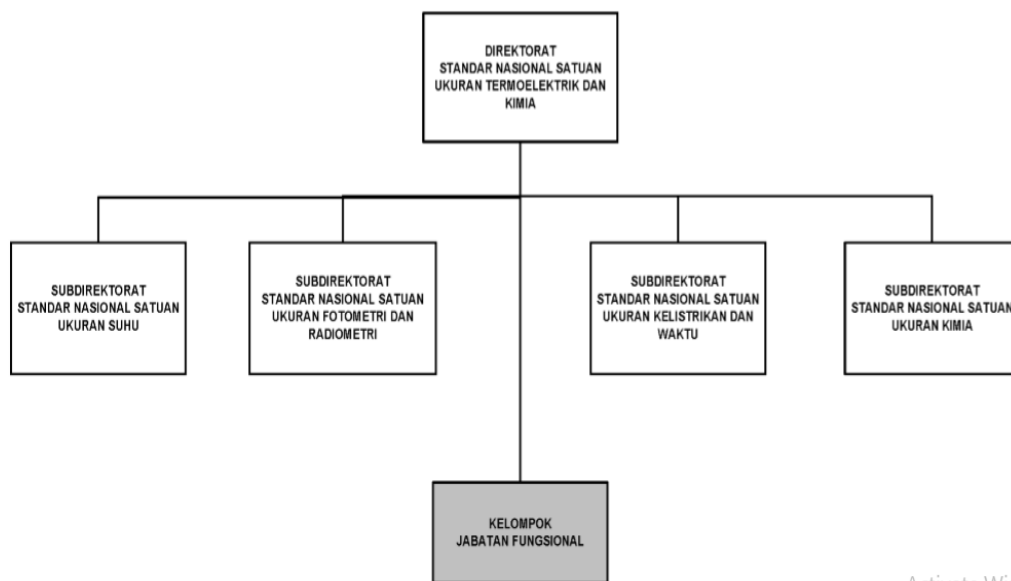 DIREKTORAT
STANDAR NASIONAL SATUAN
UKURAN TERMOELEKTRIK DAN
KIMIA
SUBDIREKTORAT
STANDAR NASIONAL SATUAN
UKURAN SUHU
SUBDIREKTORAT
STANDAR NASIONAL SATUAN
UKURAN FOTOMETRI DAN
RADIOMETRI
SUBDIREKTORAT
STANDAR NASIONAL SATUAN
UKURAN KELISTRIKAN DAN
WAKTU
SUBDIREKTORAT
STANDAR NASIONAL SATUAN
UKURAN KIMIA
KELOMPOK
JABATAN FUNGSIONAL